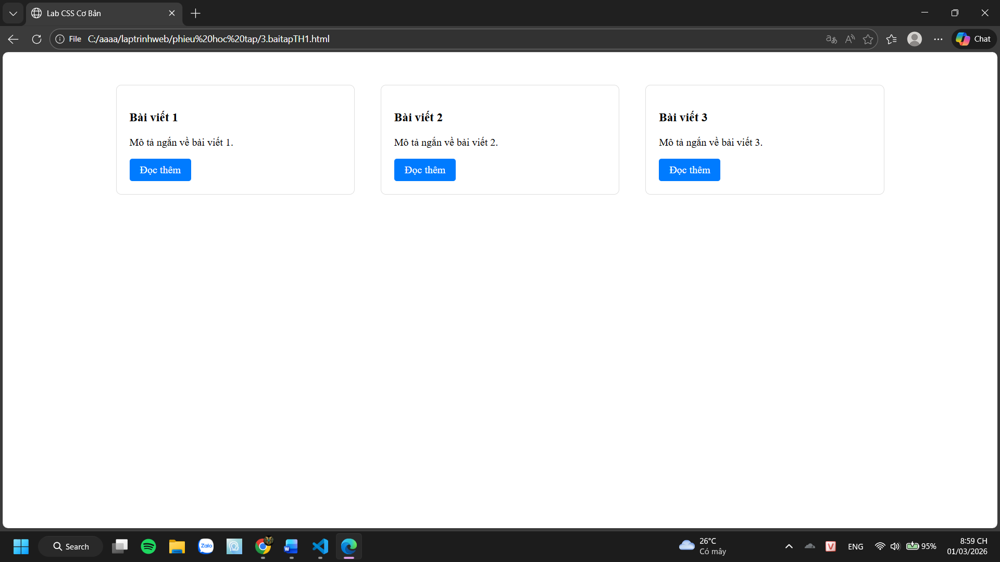 Lab CSS Cơ Bản
File C:/aaaa/laptrinhweb/phieu%20hoc%20tap/3.baitapTH1.html
Chat
Bài viết 1
Mô tả ngắn về bài viết 1.
Đọc thêm
Bài viết 2
Mô tả ngắn về bài viết 2.
Đọc thêm
Bài viết 3
Mô tả ngắn về bài viết 3.
Đọc thêm
Search
Zalo
26°C
Có mây
V
ENG
95%
8:59 CH
01/03/2026